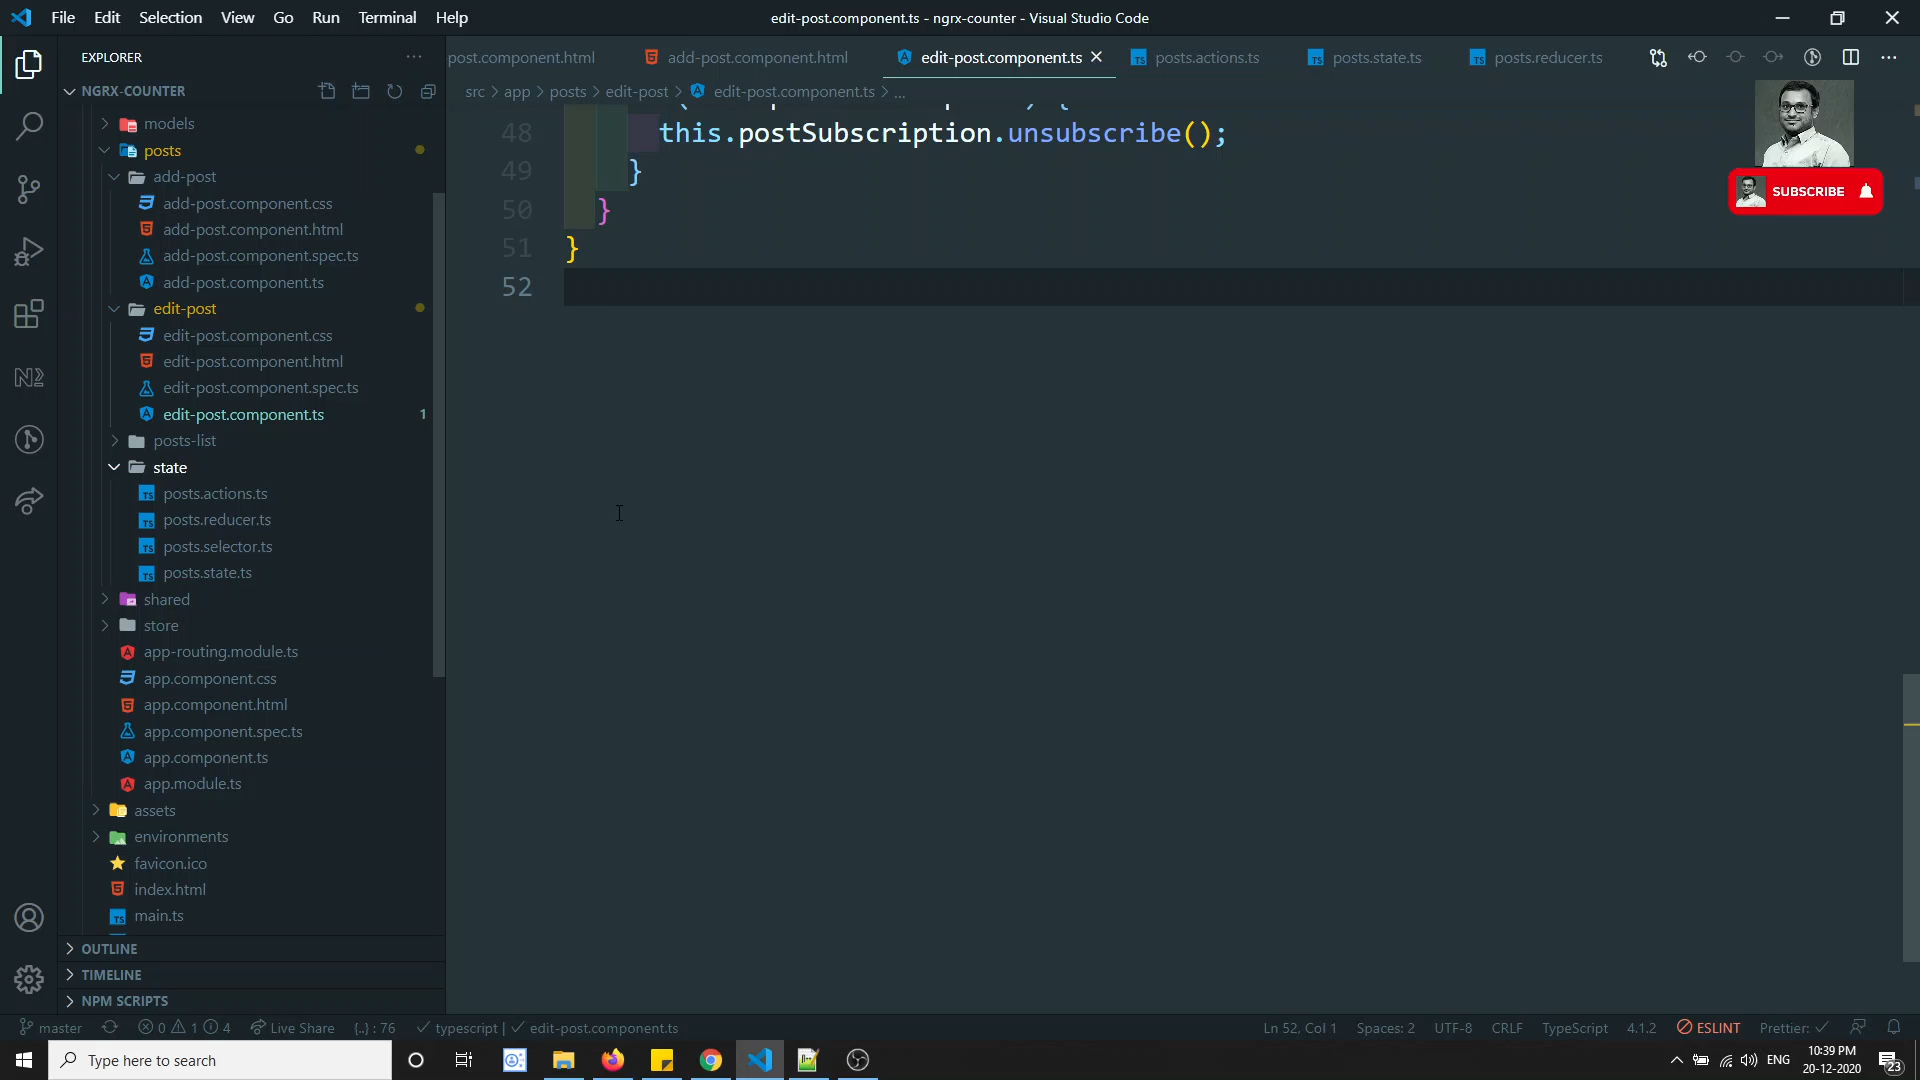 File Edit Selection View Go Run Terminal Help
edit-post.component.ts - ngrx-counter - Visual Studio Code
EXPLORER
post.component.html
add-post.component.html
edit-post.component.ts
TS posts.actions.ts
TS posts.state.ts
TS posts.reducer.ts
NGRX-COUNTER
src > app > posts > edit-post > edit-post.component.ts > ...
models
posts
add-post
add-post.component.css
add-post.component.html
add-post.component.spec.ts
add-post.component.ts
edit-post
edit-post.component.css
edit-post.component.html
edit-post.component.spec.ts
edit-post.component.ts 1
posts-list
state
TS posts.actions.ts
TS posts.reducer.ts
TS posts.selector.ts
TS posts.state.ts
shared
store
app-routing.module.ts
app.component.css
app.component.html
app.component.spec.ts
app.component.ts
app.module.ts
assets
environments
favicon.ico
index.html
TS main.ts
OUTLINE
TIMELINE
NPM SCRIPTS
48 this.postSubscription.unsubscribe();
49 }
50 }
51 }
52
SUBSCRIBE
master 0 1 4 Live Share {..} : 76 typescript | edit-post.component.ts
Ln 52, Col 1 Spaces: 2 UTF-8 CRLF TypeScript 4.1.2 ESLINT Prettier:
Type here to search
ENG
10:39 PM
20-12-2020
23